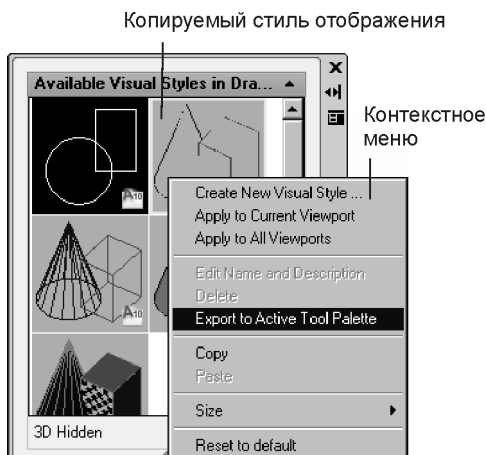 Копируемый стиль отображения
Available Visual Styles in Dra...
Контекстное
меню
Create New Visual Style ...
Apply to Current Viewport
Apply to All Viewports
Edit Name and Description
Delete
Export to Active Tool Palette
Copy
Paste
Size
Reset to default
3D Hidden